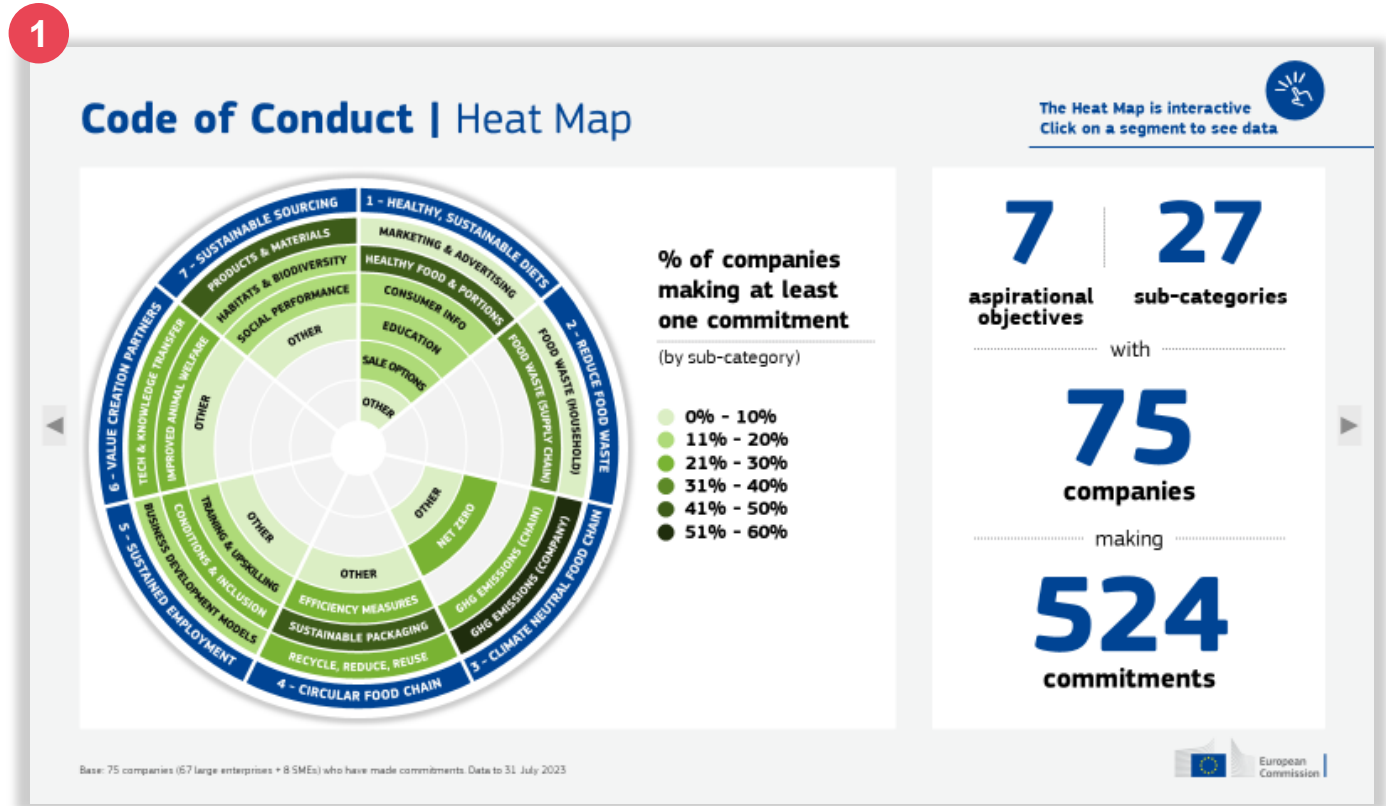 1
Code of Conduct | Heat Map
The Heat Map is interactive
Click on a segment to see data
1 - HEALTHY, SUSTAINABLE DIETS
MARKETING & ADVERTISING
HEALTHY FOOD & PORTIONS
CONSUMER INFO
EDUCATION
SALE OPTIONS
OTHER
2 - REDUCE FOOD WASTE
FOOD WASTE (HOUSEHOLD)
FOOD WASTE (SUPPLY CHAIN)
3 - CLIMATE NEUTRAL FOOD CHAIN
GHG EMISSIONS (COMPANY)
GHG EMISSIONS (CHAIN)
NET ZERO
OTHER
4 - CIRCULAR FOOD CHAIN
RECYCLE, REDUCE, REUSE
SUSTAINABLE PACKAGING
EFFICIENCY MEASURES
OTHER
5 - SUSTAINED EMPLOYMENT
BUSINESS DEVELOPMENT MODELS
CONDITIONS & INCLUSION
TRAINING & UPSKILLING
OTHER
6 - VALUE CREATION PARTNERS
TECH & KNOWLEDGE TRANSFER
IMPROVED ANIMAL WELFARE
OTHER
7 - SUSTAINABLE SOURCING
PRODUCTS & MATERIALS
HABITATS & BIODIVERSITY
SOCIAL PERFORMANCE
OTHER
% of companies
making at least
one commitment
(by sub-category)
0% - 10%
11% - 20%
21% - 30%
31% - 40%
41% - 50%
51% - 60%
7 27
aspirational
objectives
sub-categories
with
75
companies
making
524
commitments
Base: 75 companies (67 large enterprises + 8 SMEs) who have made commitments. Data to 31 July 2023
European
Commission